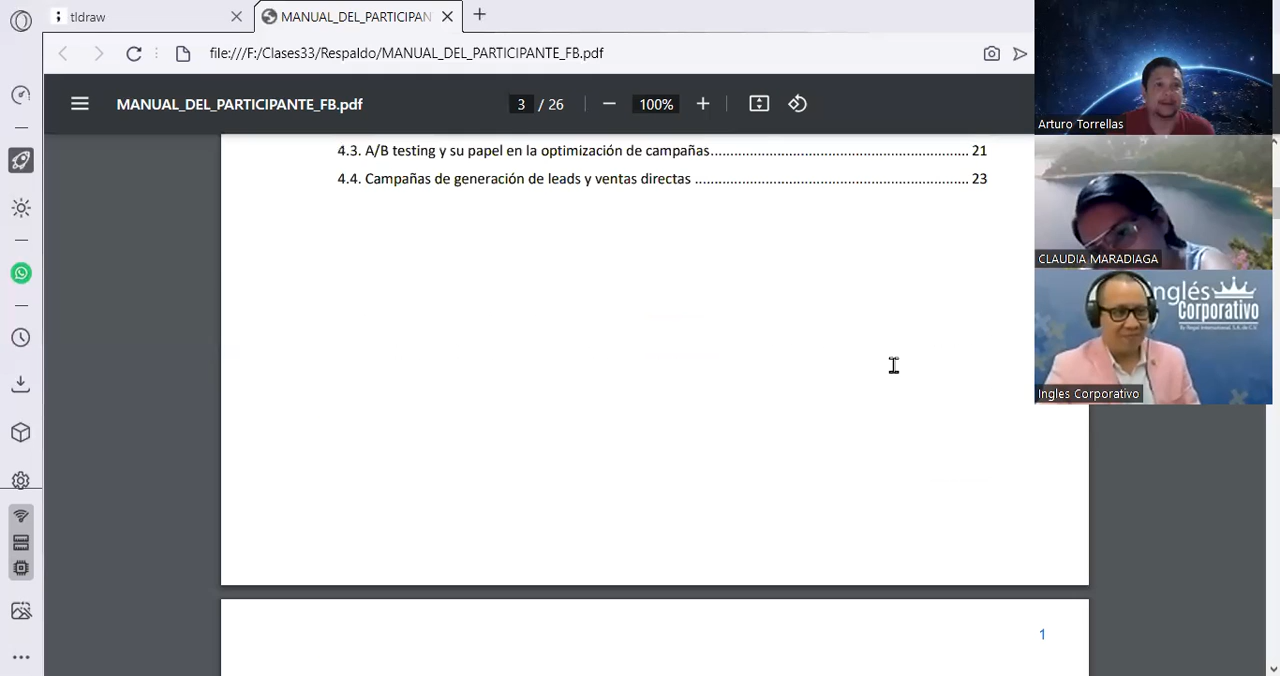 tldraw
MANUAL_DEL_PARTICIPAN
file:///F:/Clases33/Respaldo/MANUAL_DEL_PARTICIPANTE_FB.pdf
MANUAL_DEL_PARTICIPANTE_FB.pdf
3 / 26
100%
4.3. A/B testing y su papel en la optimización de campañas 21
4.4. Campañas de generación de leads y ventas directas 23
1
Arturo Torrellas
CLAUDIA MARADIAGA
Inglés
Corporativo
Ingles Corporativo